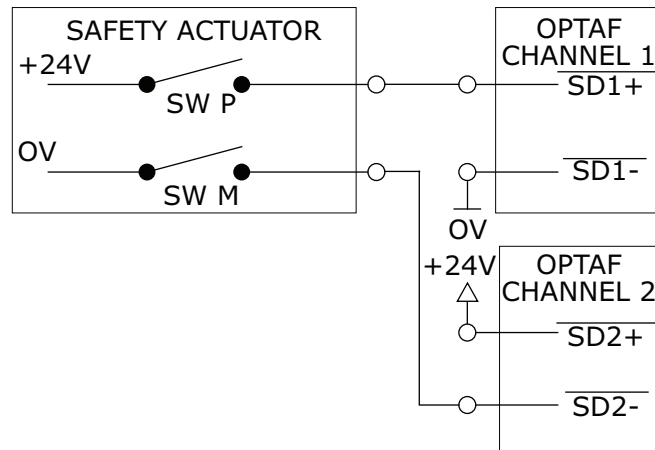 SAFETY ACTUATOR
+24V
SW P
OV
SW M
OPTAF
CHANNEL 1
SD1+
SD1-
OV
+24V
OPTAF
CHANNEL 2
SD2+
SD2-